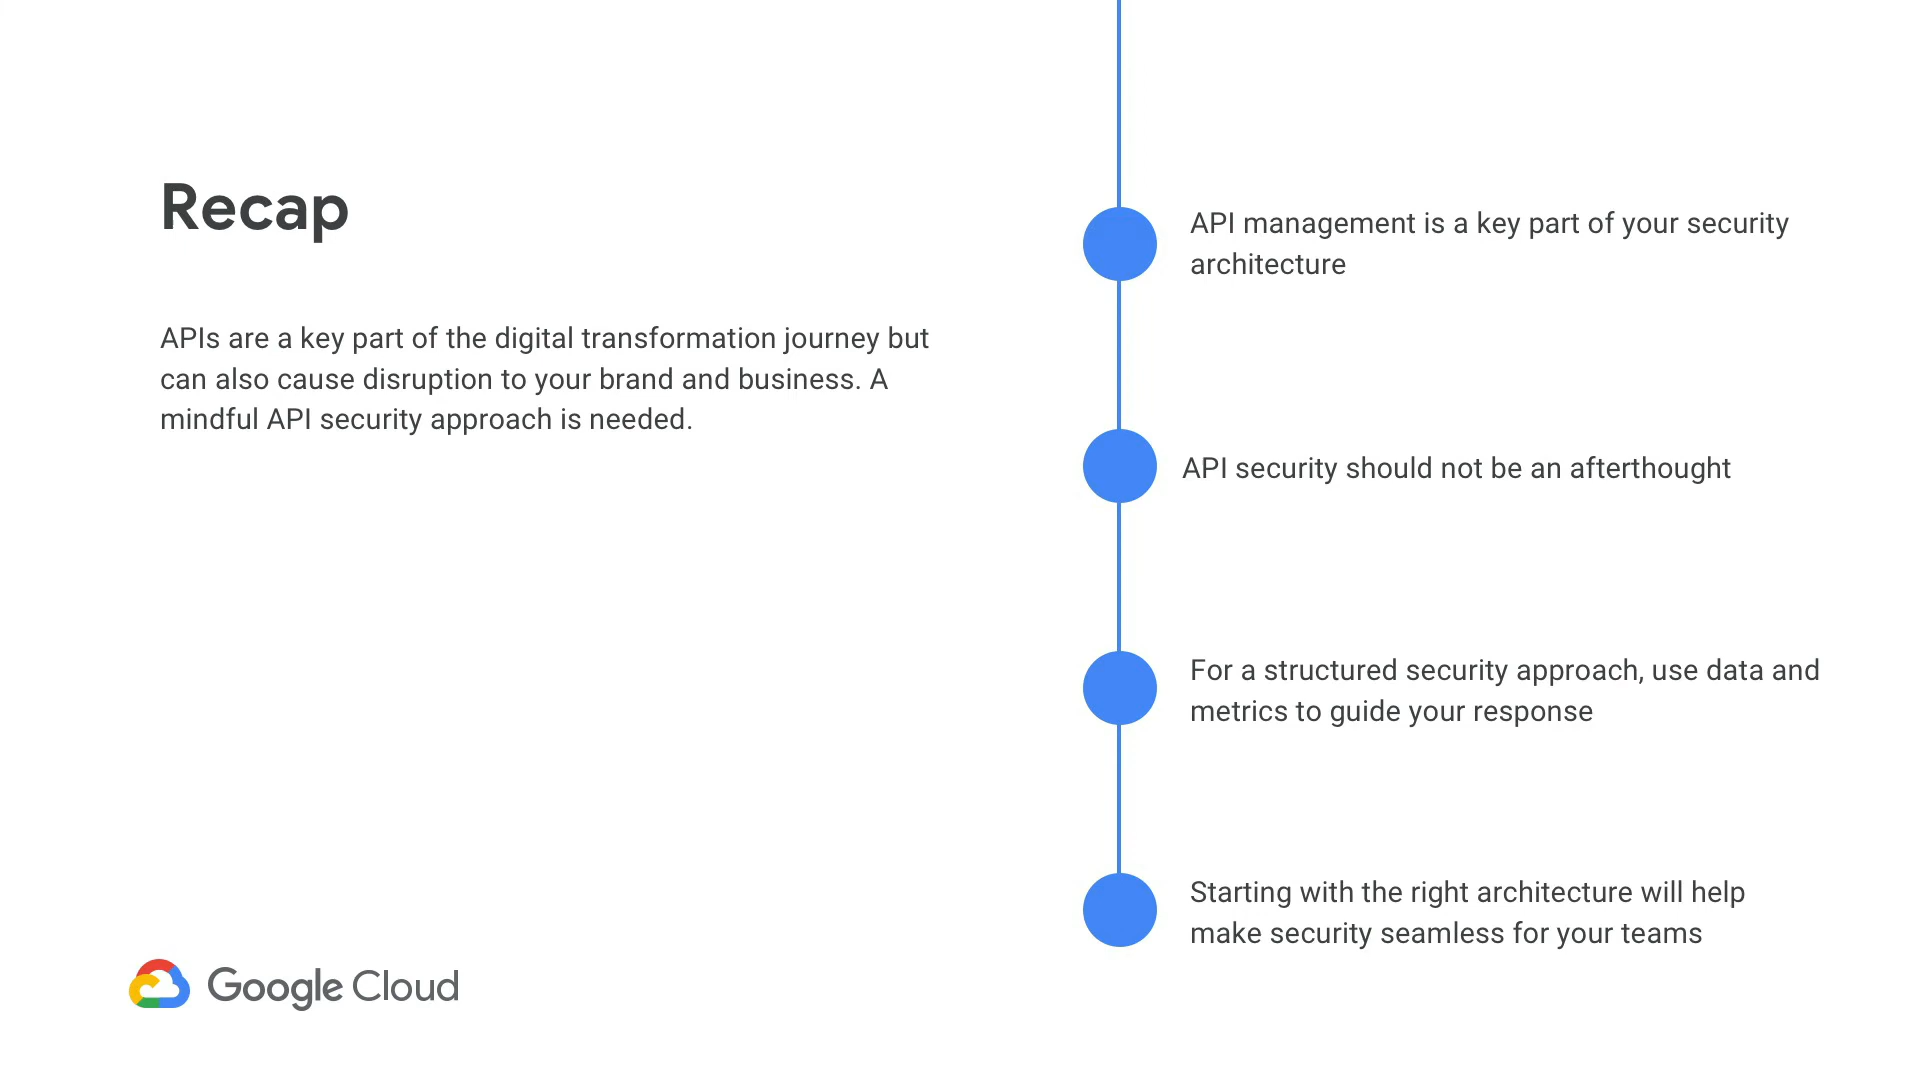 Recap
APIs are a key part of the digital transformation journey but
can also cause disruption to your brand and business. A
mindful API security approach is needed.
API management is a key part of your security
architecture
API security should not be an afterthought
For a structured security approach, use data and
metrics to guide your response
Starting with the right architecture will help
make security seamless for your teams
Google Cloud